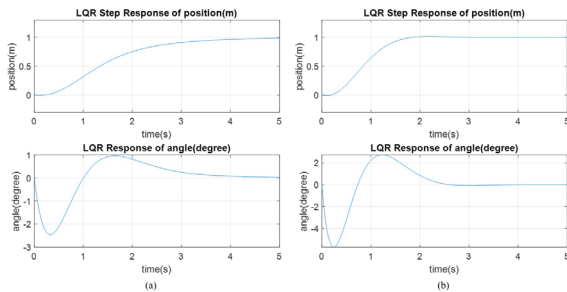 LQR Step Response of position(m)
position(m)
1
0.5
0
0 1 2 3 4 5
time(s)
LQR Response of angle(degree)
angle(degree)
1
0
-1
-2
-3
0 1 2 3 4 5
time(s)
(a)
LQR Step Response of position(m)
position(m)
1
0.5
0
0 1 2 3 4 5
time(s)
LQR Response of angle(degree)
angle(degree)
2
0
-2
-4
0 1 2 3 4 5
time(s)
(b)